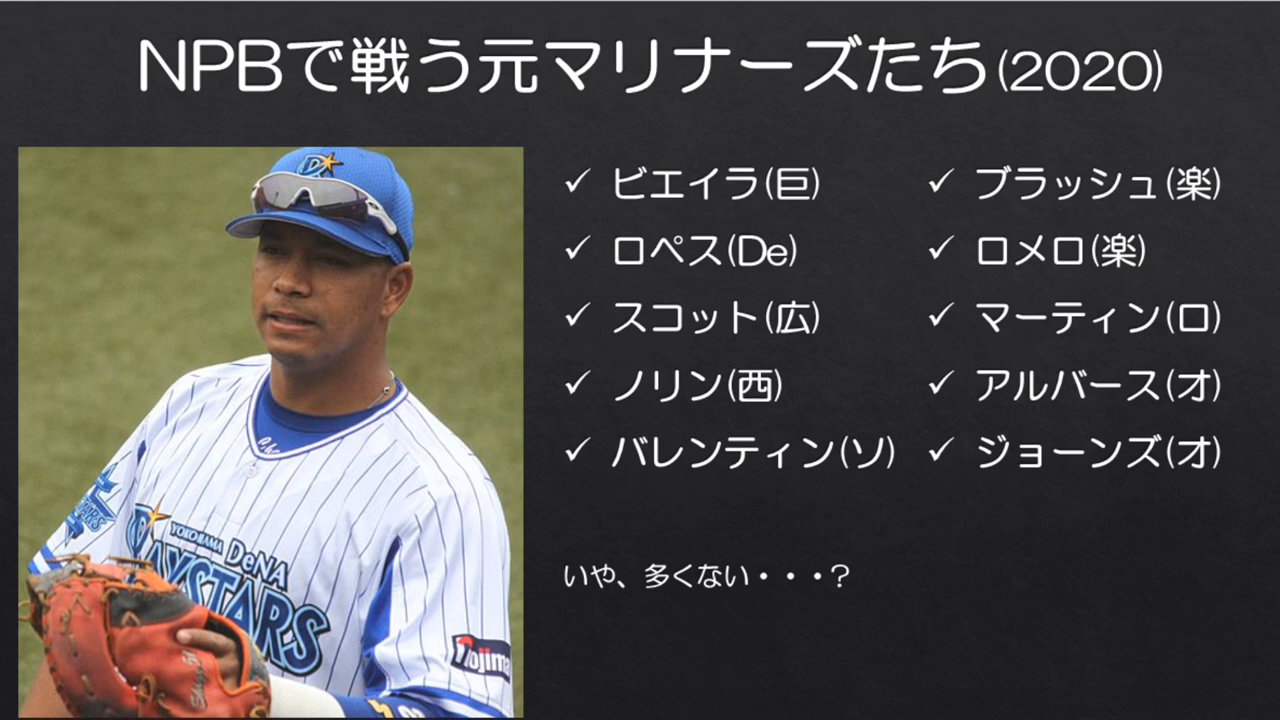 NPBで戦う元マリナーズたち(2020)
✓ ビエイラ(巨)
✓ ロペス(De)
✓ スコット(広)
✓ ノリン(西)
✓ バレンティン(ソ)
✓ ブラッシュ(楽)
✓ ロメロ(楽)
✓ マーティン(ロ)
✓ アルバース(オ)
✓ ジョーンズ(オ)
いや、多くない・・・?
D
YOKOHAMA DeNA
BAYSTARS
nojima